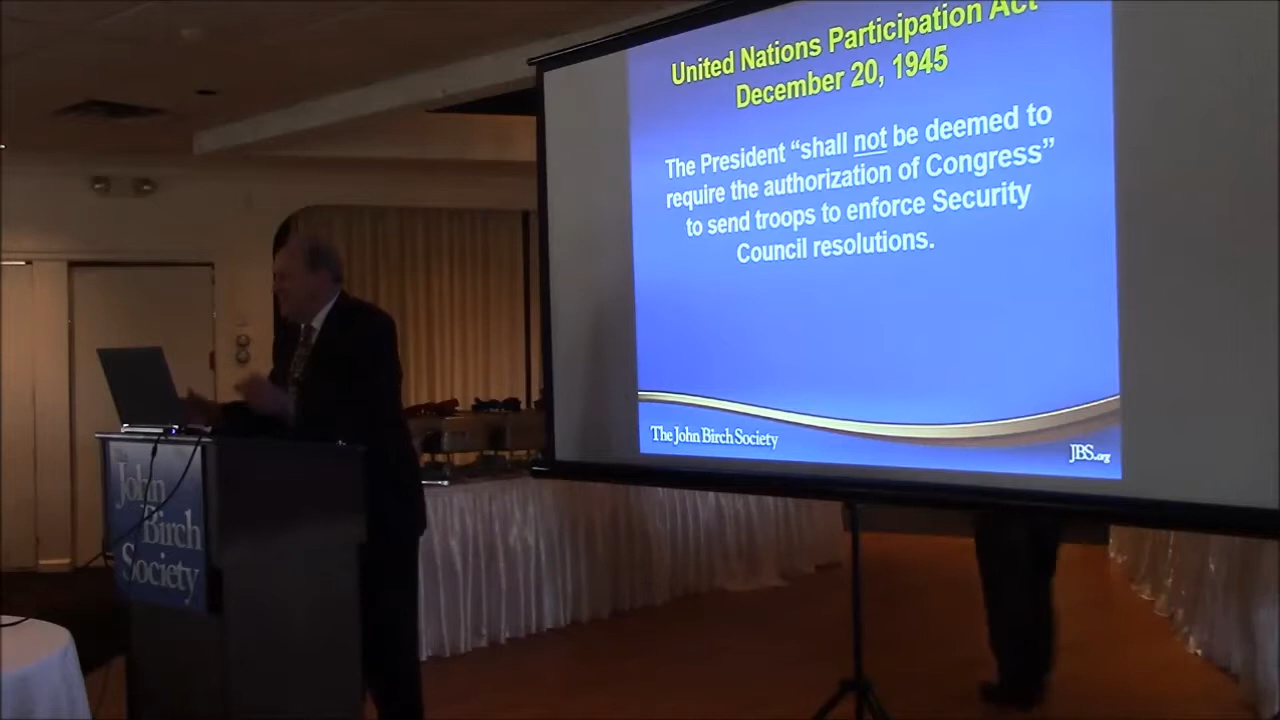 United Nations Participation Act
December 20, 1945
The President “shall not be deemed to
require the authorization of Congress”
to send troops to enforce Security
Council resolutions.
The John Birch Society
JBS.org
The
John
Birch
Society